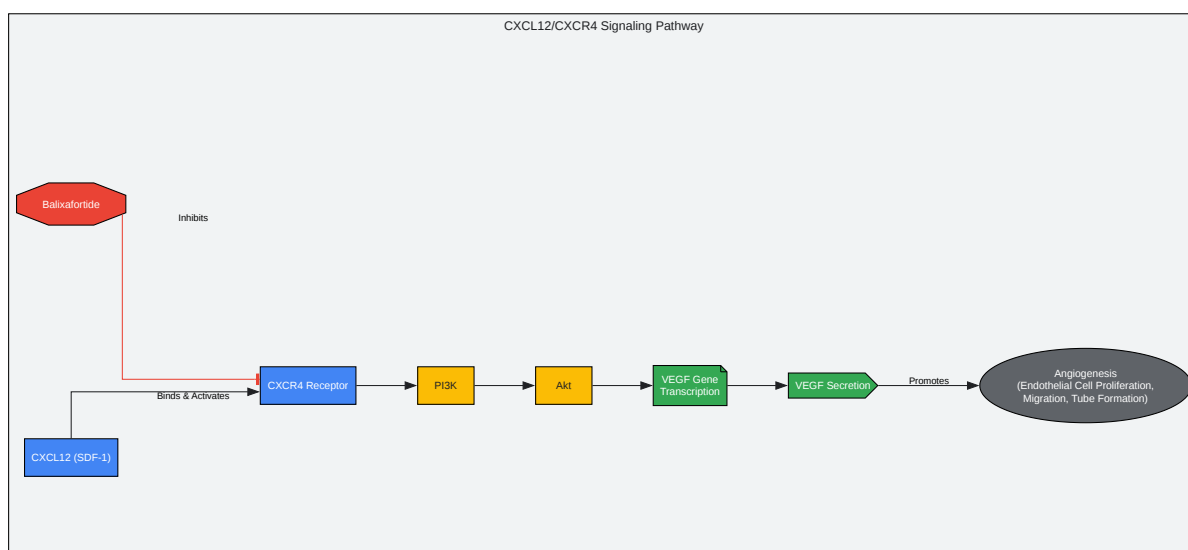 CXCL12/CXCR4 Signaling Pathway
Balixafortide
Inhibits
CXCR4 Receptor
PI3K
Akt
VEGF Gene
Transcription
VEGF Secretion
Promotes
Angiogenesis
(Endothelial Cell Proliferation,
Migration, Tube Formation)
Binds & Activates
CXCL12 (SDF-1)